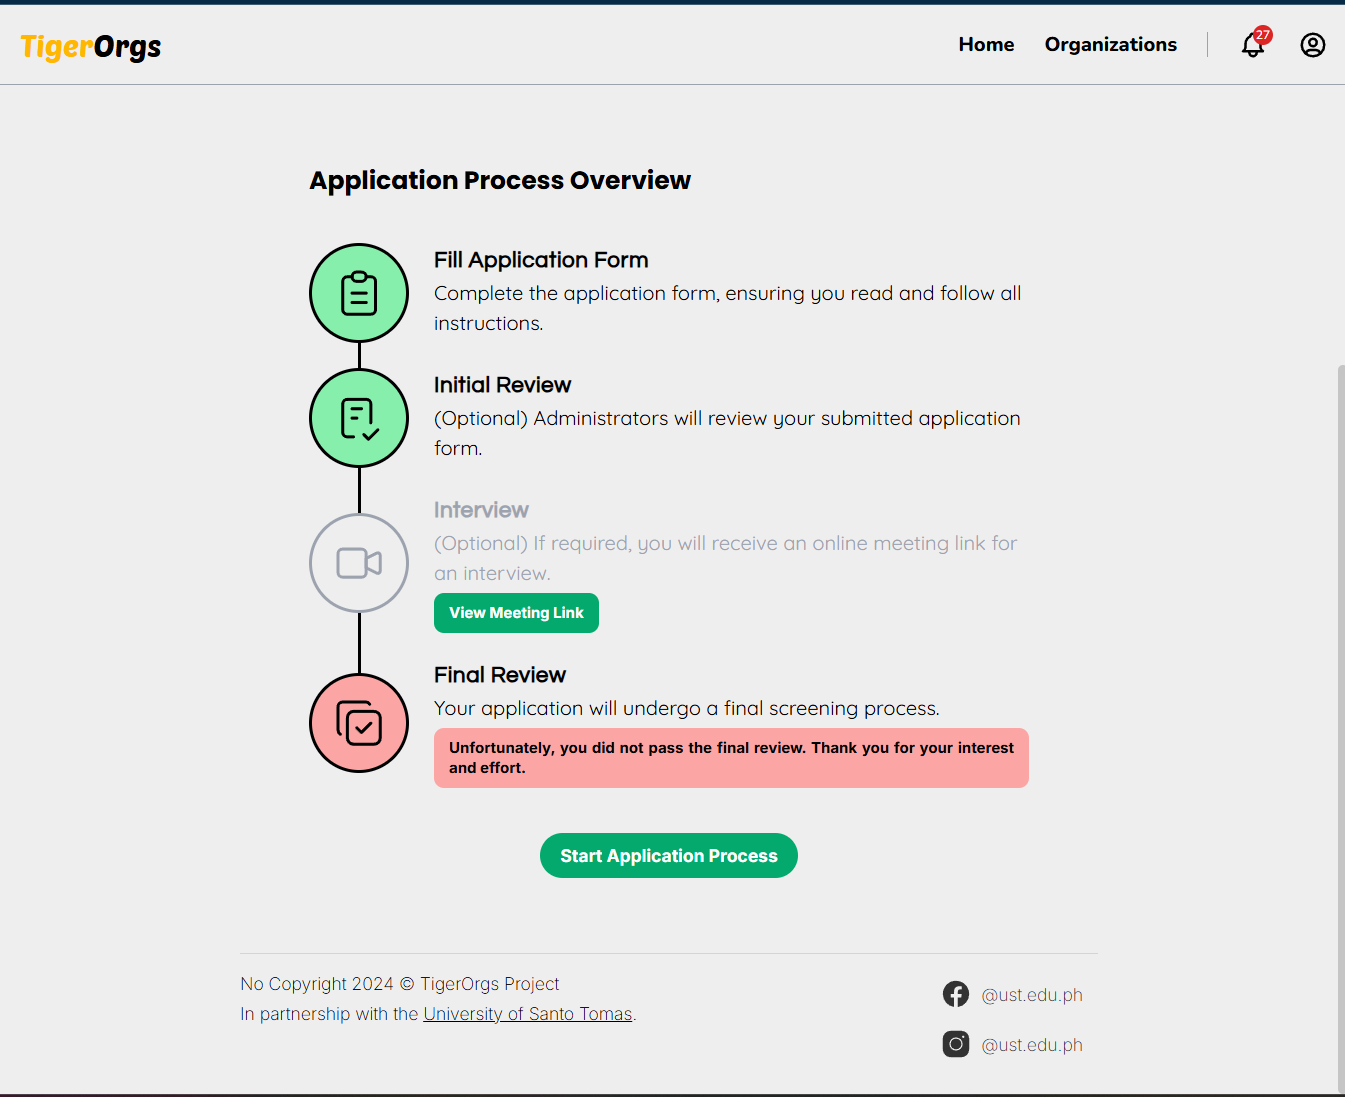 TigerOrgs
Home
Organizations
27
Application Process Overview
Fill Application Form
Complete the application form, ensuring you read and follow all
instructions.
Initial Review
(Optional) Administrators will review your submitted application
form.
Interview
(Optional) If required, you will receive an online meeting link for
an interview.
View Meeting Link
Final Review
Your application will undergo a final screening process.
Unfortunately, you did not pass the final review. Thank you for your interest
and effort.
Start Application Process
No Copyright 2024 © TigerOrgs Project
In partnership with the University of Santo Tomas.
@ust.edu.ph
@ust.edu.ph